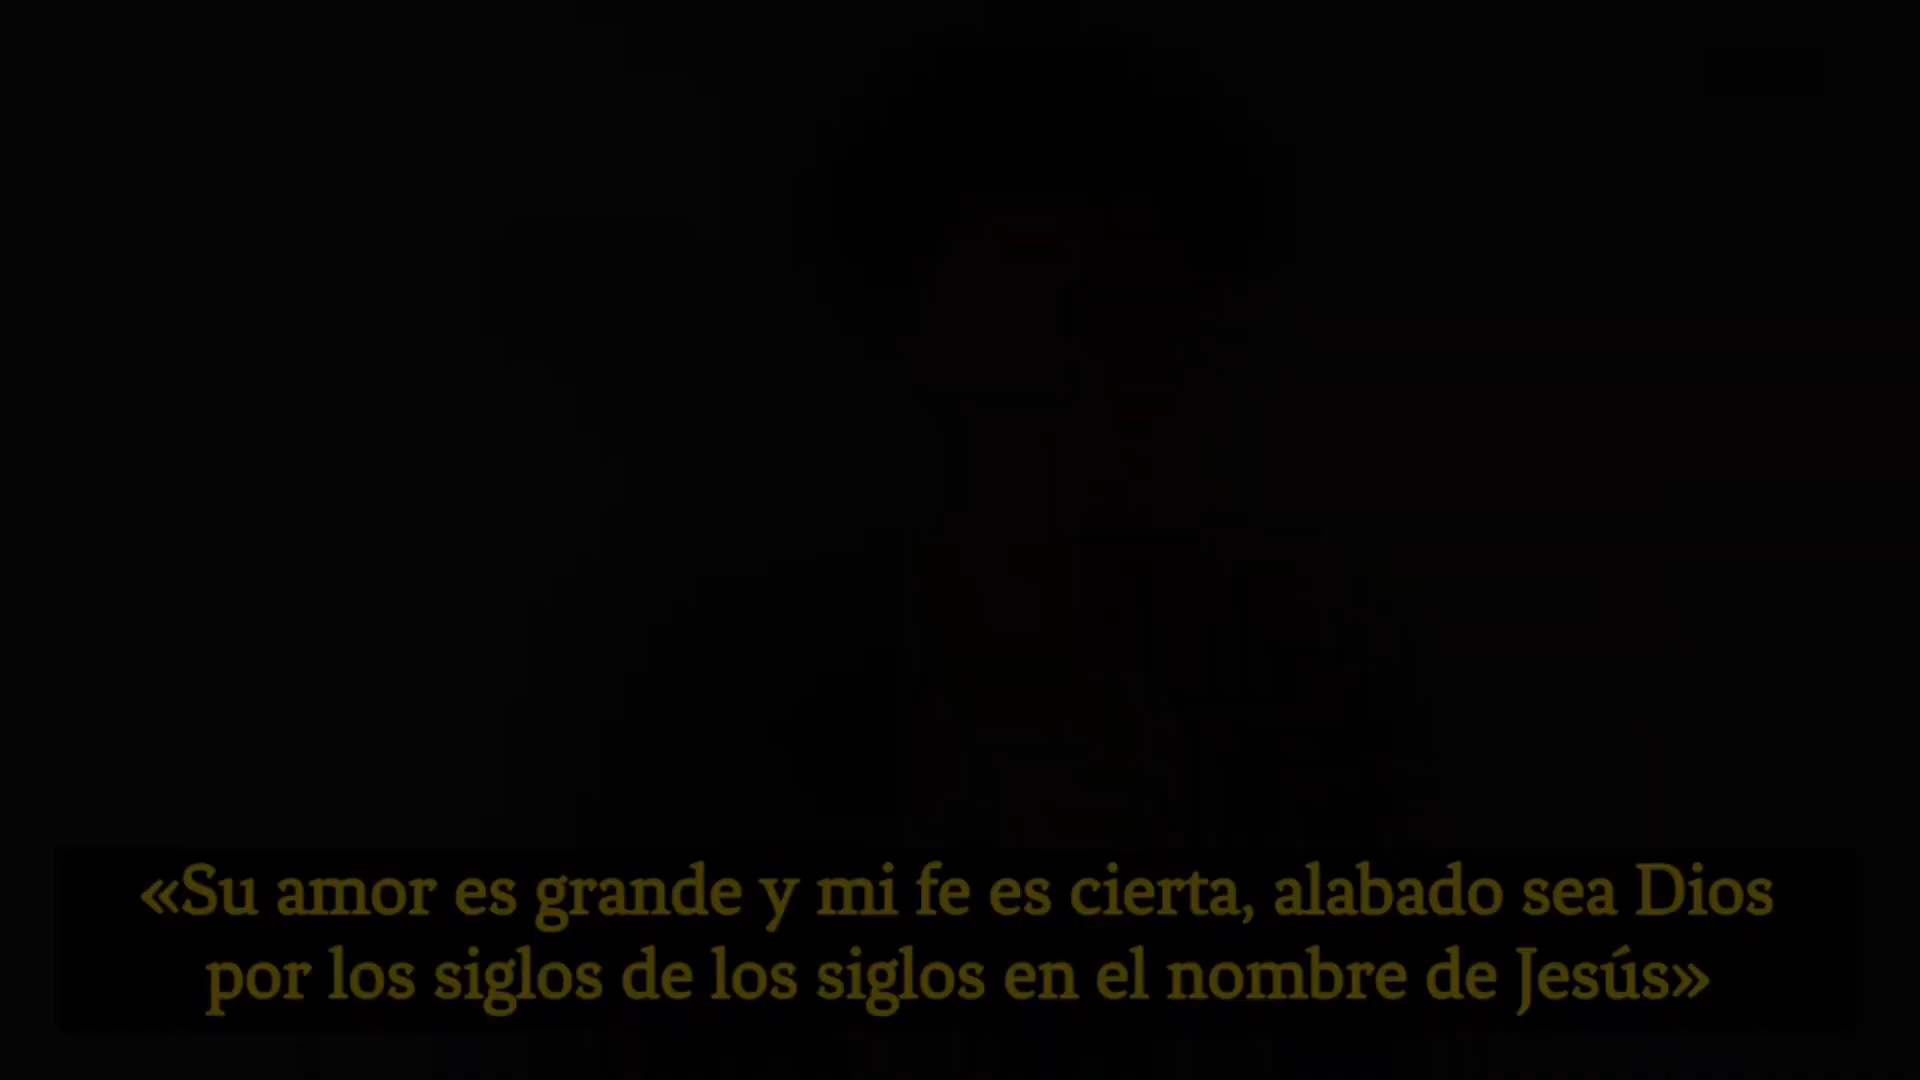 «Su amor es grande y mi fe es cierta, alabado sea Dios
por los siglos de los siglos en el nombre de Jesús»